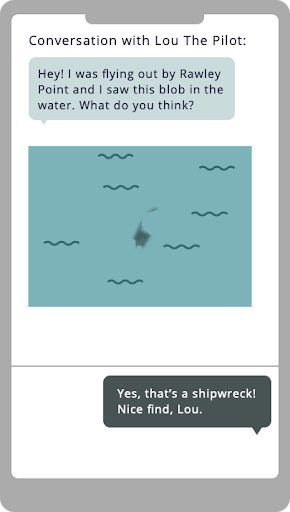 Conversation with Lou The Pilot:
Hey! I was flying out by Rawley
Point and I saw this blob in the
water. What do you think?
Yes, that's a shipwreck!
Nice find, Lou.